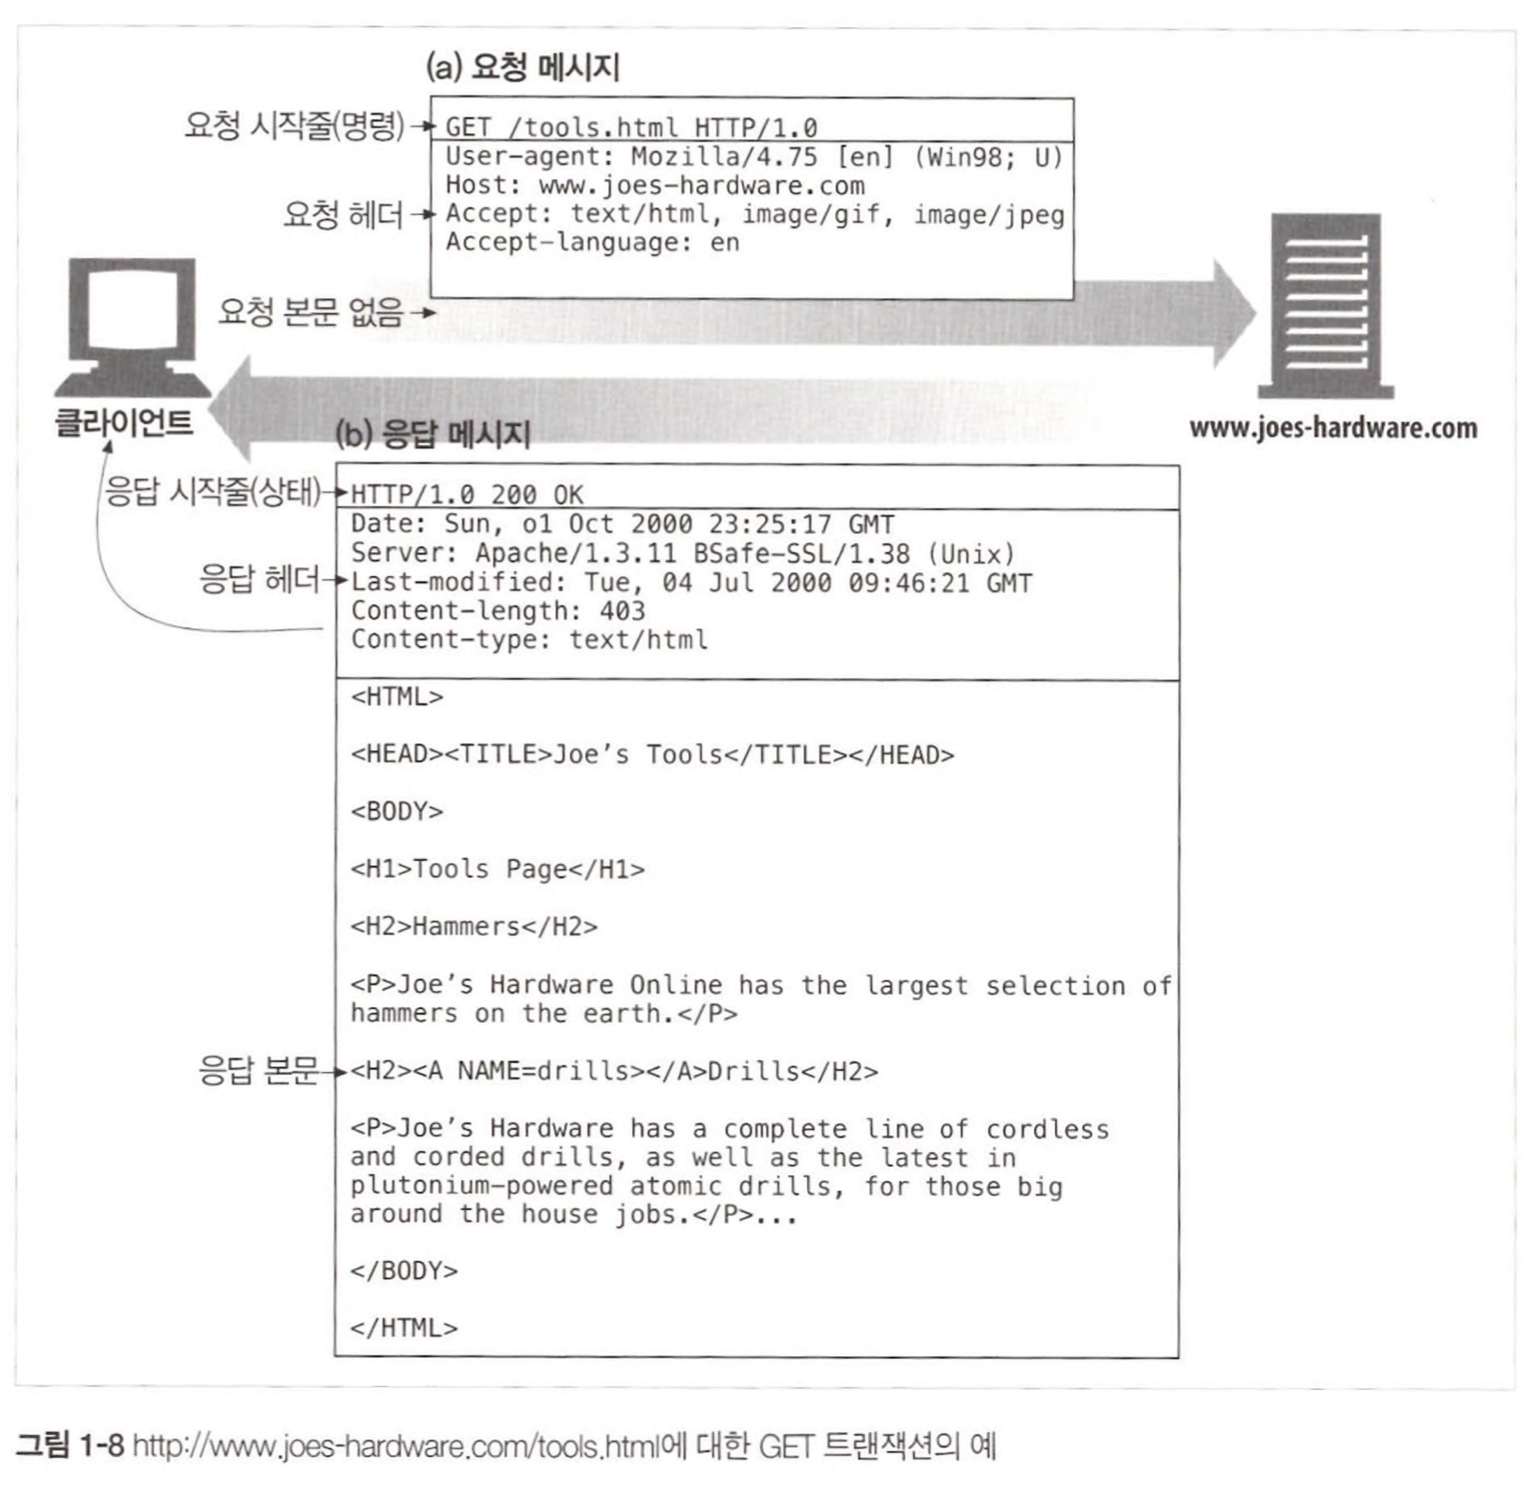 (a) 요청 메시지
요청 시작줄(명령)
GET /tools.html HTTP/1.0
User-agent: Mozilla/4.75 [en] (Win98; U)
Host: www.joes-hardware.com
요청 헤더
Accept: text/html, image/gif, image/jpeg
Accept-language: en
요청 본문 없음
클라이언트
www.joes-hardware.com
(b) 응답 메시지
응답 시작줄(상태)
HTTP/1.0 200 OK
Date: Sun, o1 Oct 2000 23:25:17 GMT
Server: Apache/1.3.11 BSafe-SSL/1.38 (Unix)
응답 헤더
Last-modified: Tue, 04 Jul 2000 09:46:21 GMT
Content-length: 403
Content-type: text/html
<HTML>
<HEAD><TITLE>Joe's Tools</TITLE></HEAD>
<BODY>
<H1>Tools Page</H1>
<H2>Hammers</H2>
<P>Joe's Hardware Online has the largest selection of
hammers on the earth.</P>
응답 본문
<H2><A NAME=drills></A>Drills</H2>
<P>Joe's Hardware has a complete line of cordless
and corded drills, as well as the latest in
plutonium-powered atomic drills, for those big
around the house jobs.</P>...
</BODY>
</HTML>
그림 1-8 http://www.joes-hardware.com/tools.html에 대한 GET 트랜잭션의 예